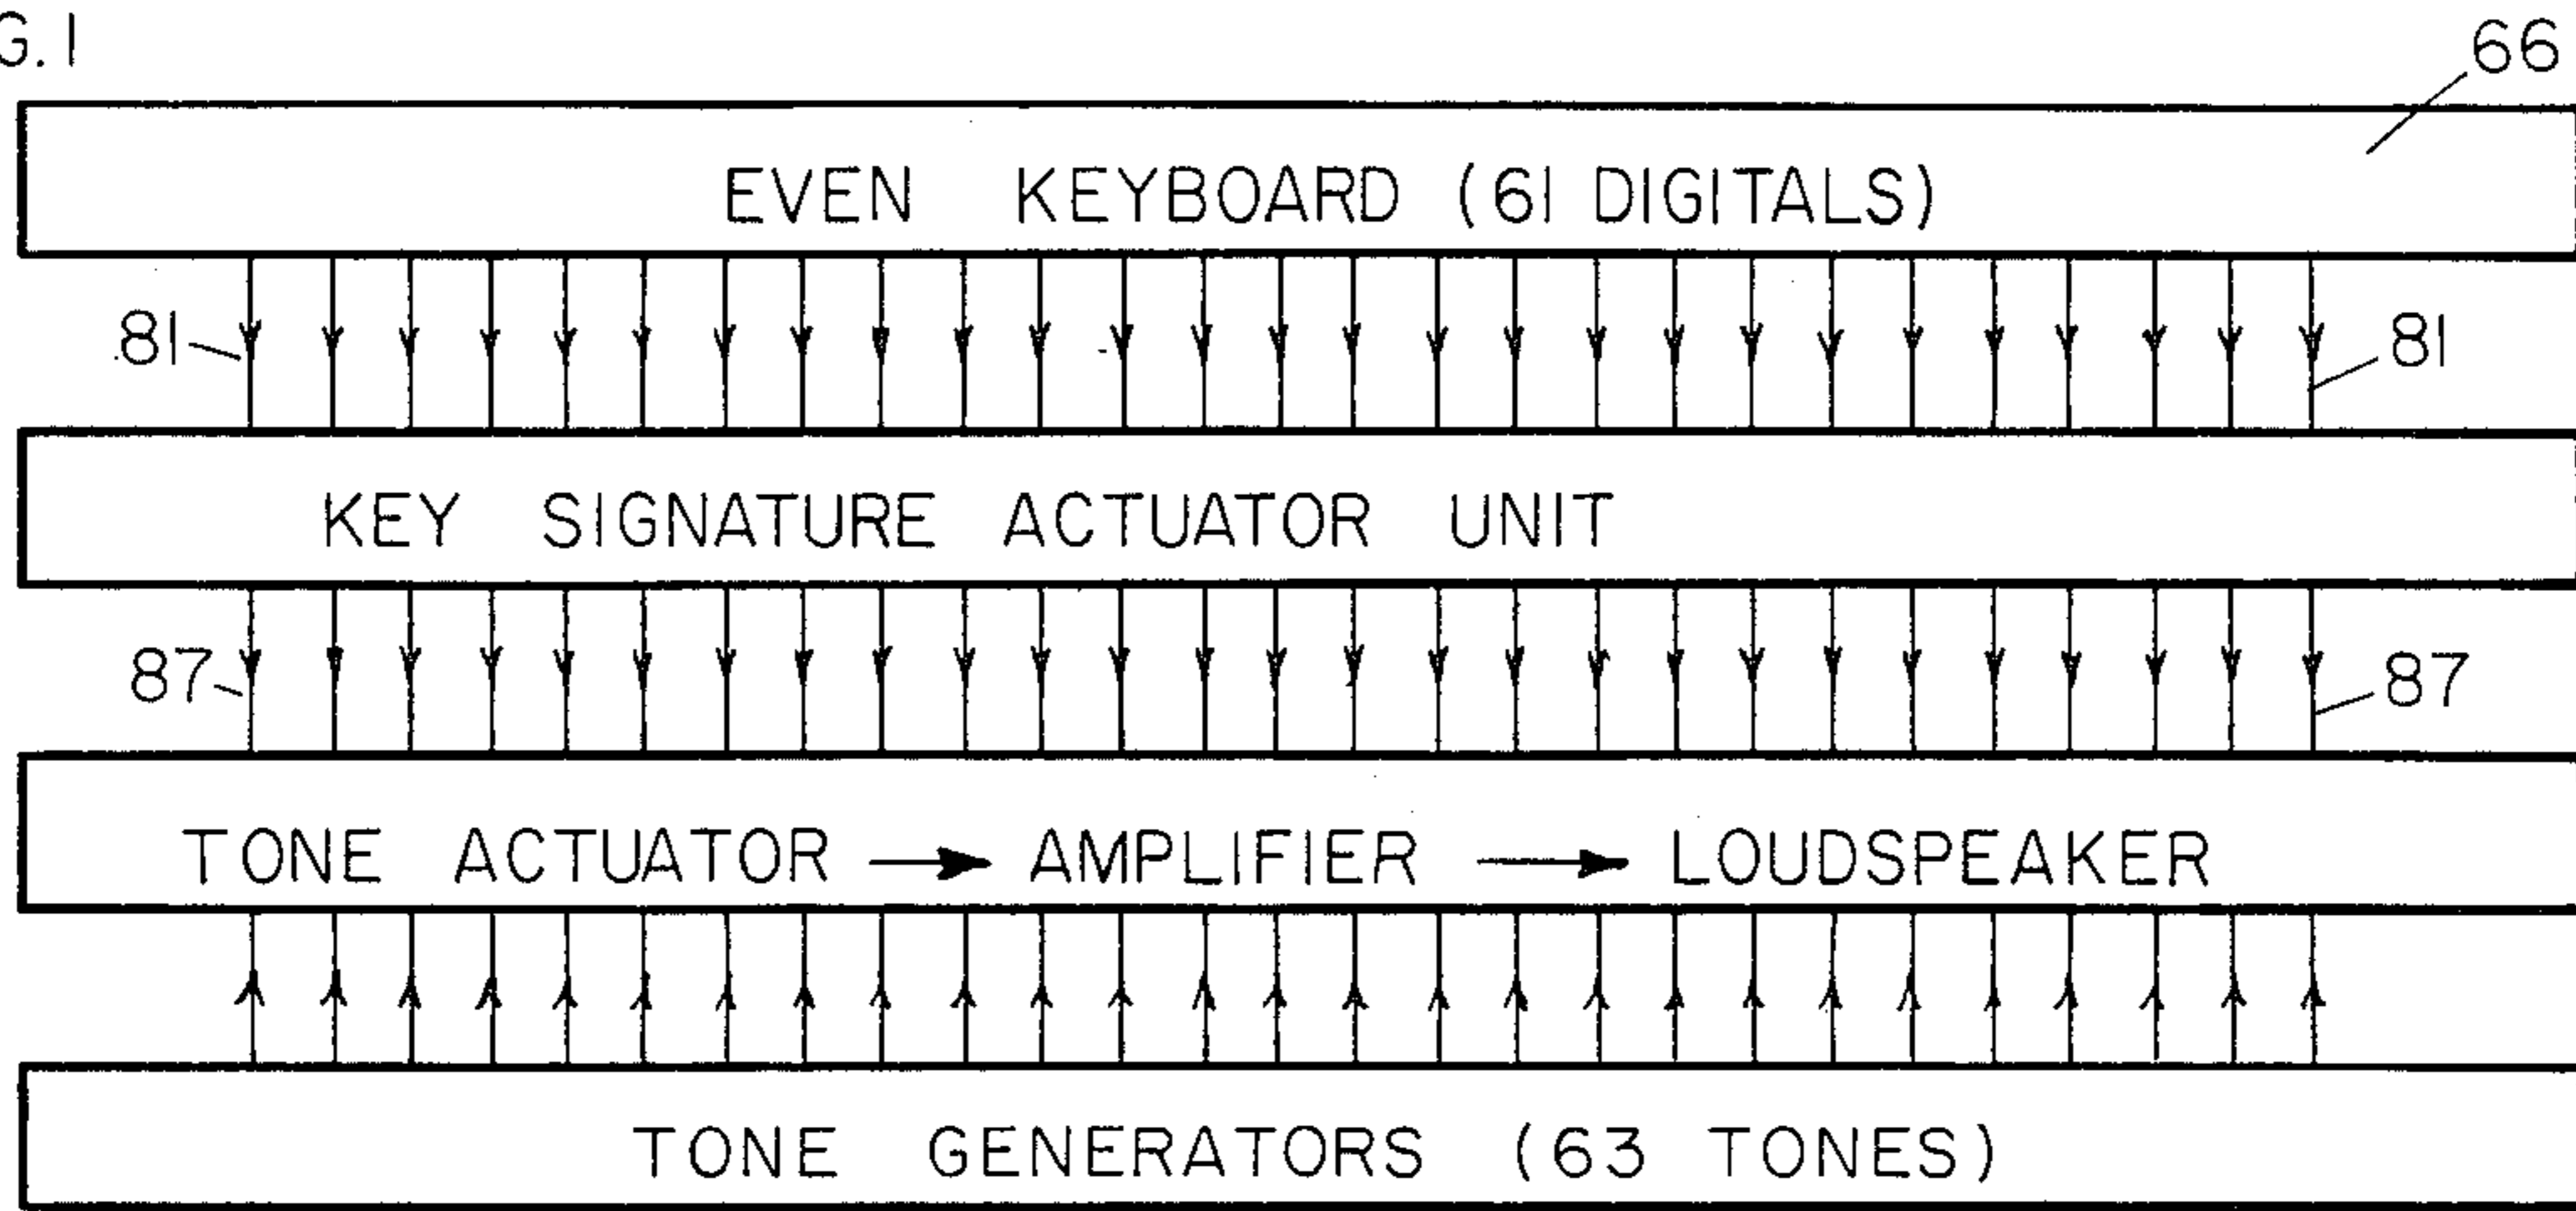 G. 1
66
EVEN KEYBOARD (61 DIGITALS)
81 81
KEY SIGNATURE ACTUATOR UNIT
87 87
TONE ACTUATOR → AMPLIFIER → LOUDSPEAKER
TONE GENERATORS (63 TONES)